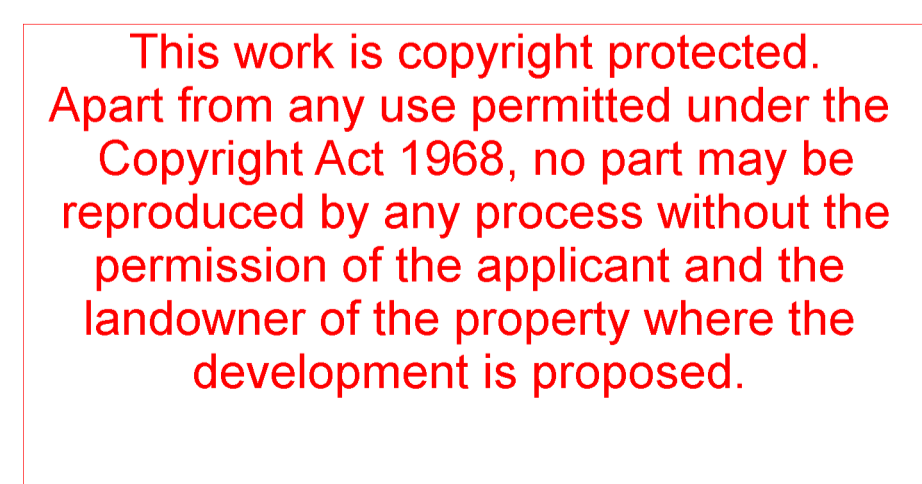 This work is copyright protected.
Apart from any use permitted under the
Copyright Act 1968, no part may be
reproduced by any process without the
permission of the applicant and the
landowner of the property where the
development is proposed.